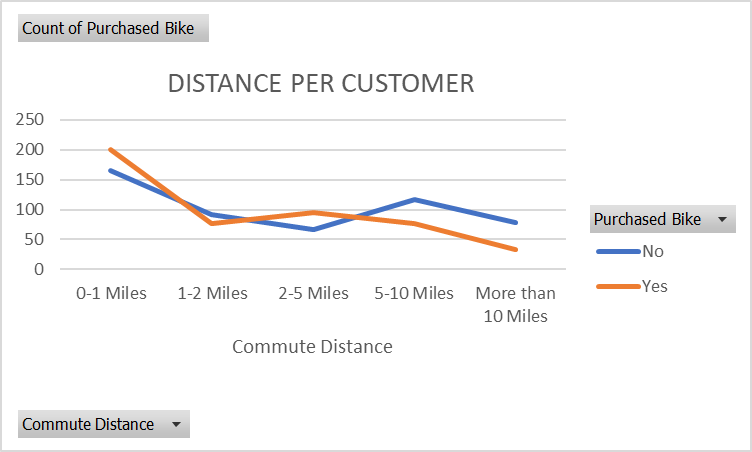 Count of Purchased Bike
DISTANCE PER CUSTOMER
250
200
150
100
50
0
0-1 Miles
1-2 Miles
2-5 Miles
5-10 Miles
More than
10 Miles
Commute Distance
Purchased Bike
No
Yes
Commute Distance